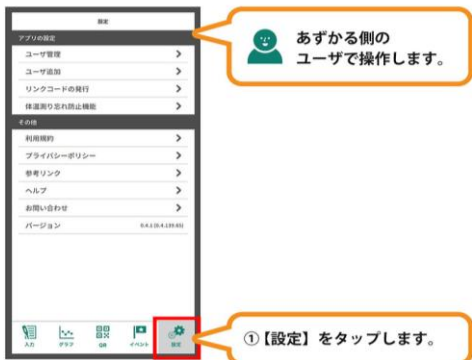 設定
アプリの設定
ユーザ管理
ユーザ追加
リンクコードの発行
体温測り忘れ防止機能
その他
利用規約
プライバシーポリシー
参考リンク
ヘルプ
お問い合わせ
バージョン
入力
グラフ
QR
イベント
設定
あずかる側の
ユーザで操作します。
①【設定】をタップします。